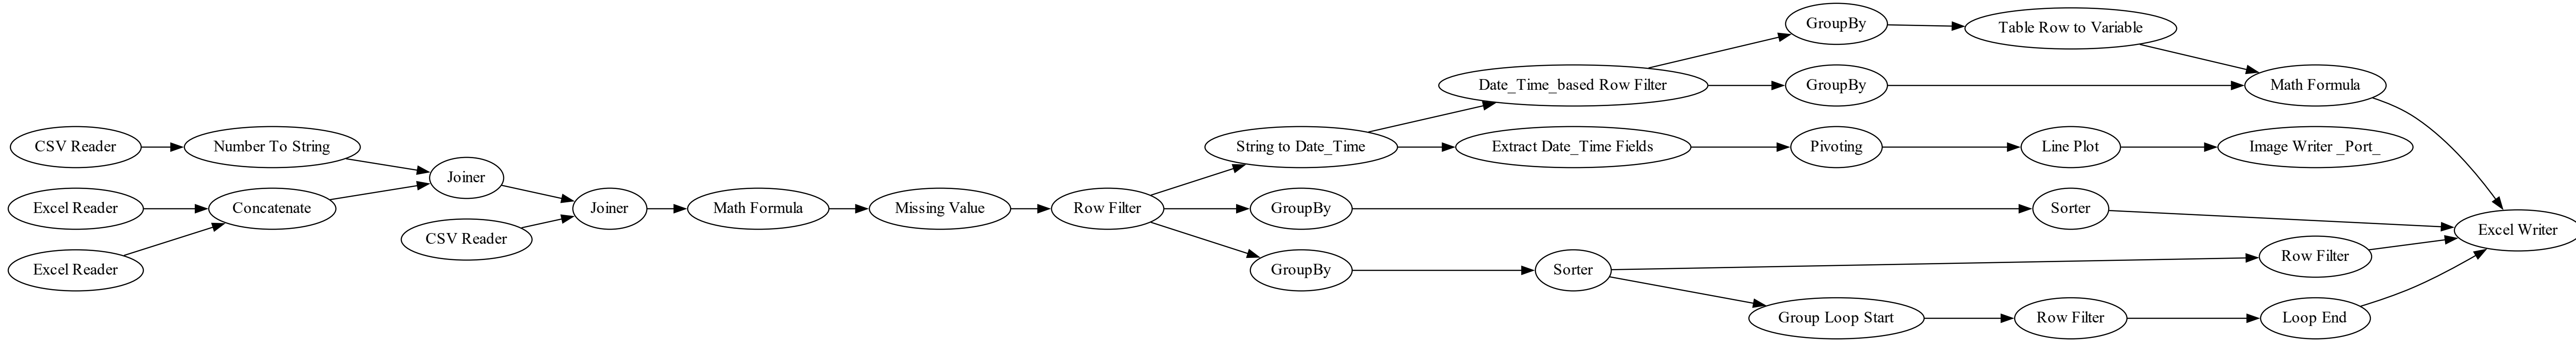 GroupBy
Table Row to Variable
Date_Time_based Row Filter
GroupBy
Math Formula
CSV Reader
Number To String
String to Date_Time
Extract Date_Time Fields
Pivoting
Line Plot
Image Writer _Port_
Joiner
Excel Reader
Concatenate
Joiner
Math Formula
Missing Value
Row Filter
GroupBy
Sorter
Excel Writer
CSV Reader
Excel Reader
GroupBy
Sorter
Row Filter
Group Loop Start
Row Filter
Loop End